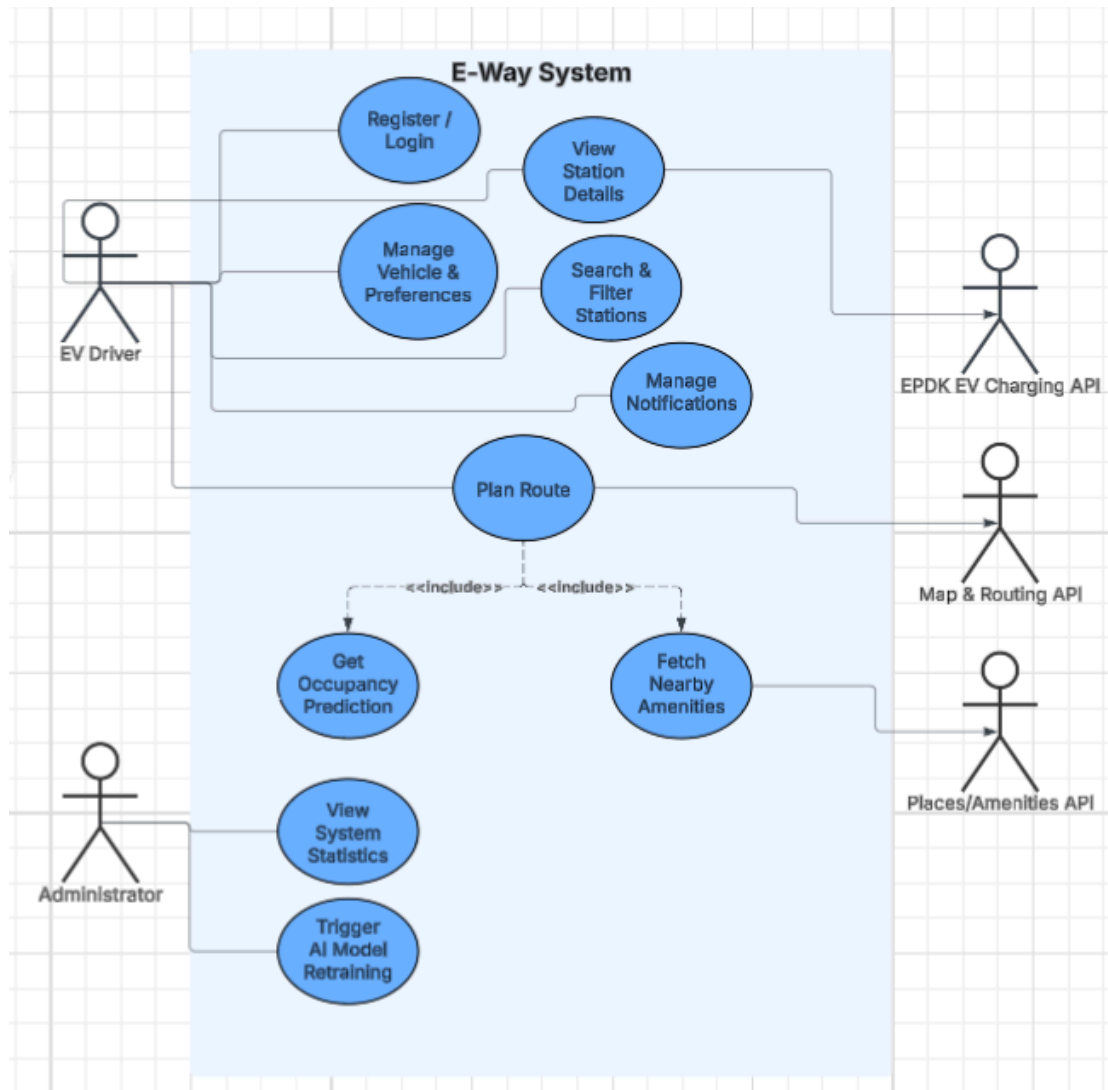 E-Way System
Register /
Login
View
Station
Details
Manage
Vehicle &
Preferences
Search &
Filter
Stations
EV Driver
EPDK EV Charging API
Manage
Notifications
Plan Route
<<include>>
<<include>>
Map & Routing API
Get
Occupancy
Prediction
Fetch
Nearby
Amenities
Places/Amenities API
View
System
Statistics
Administrator
Trigger
AI Model
Retraining